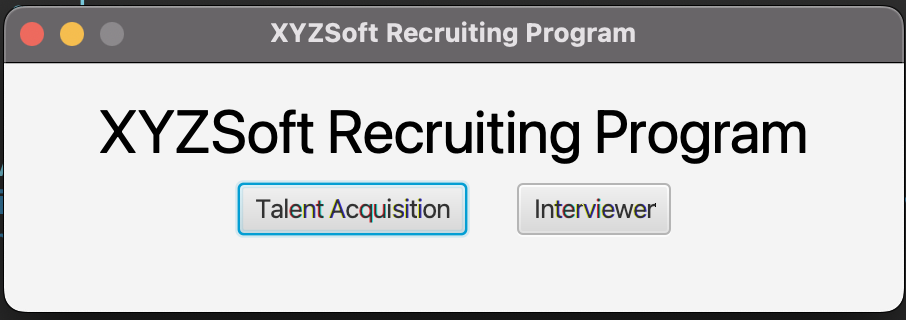 XYZSoft Recruiting Program
XYZSoft Recruiting Program
Talent Acquisition Interviewer